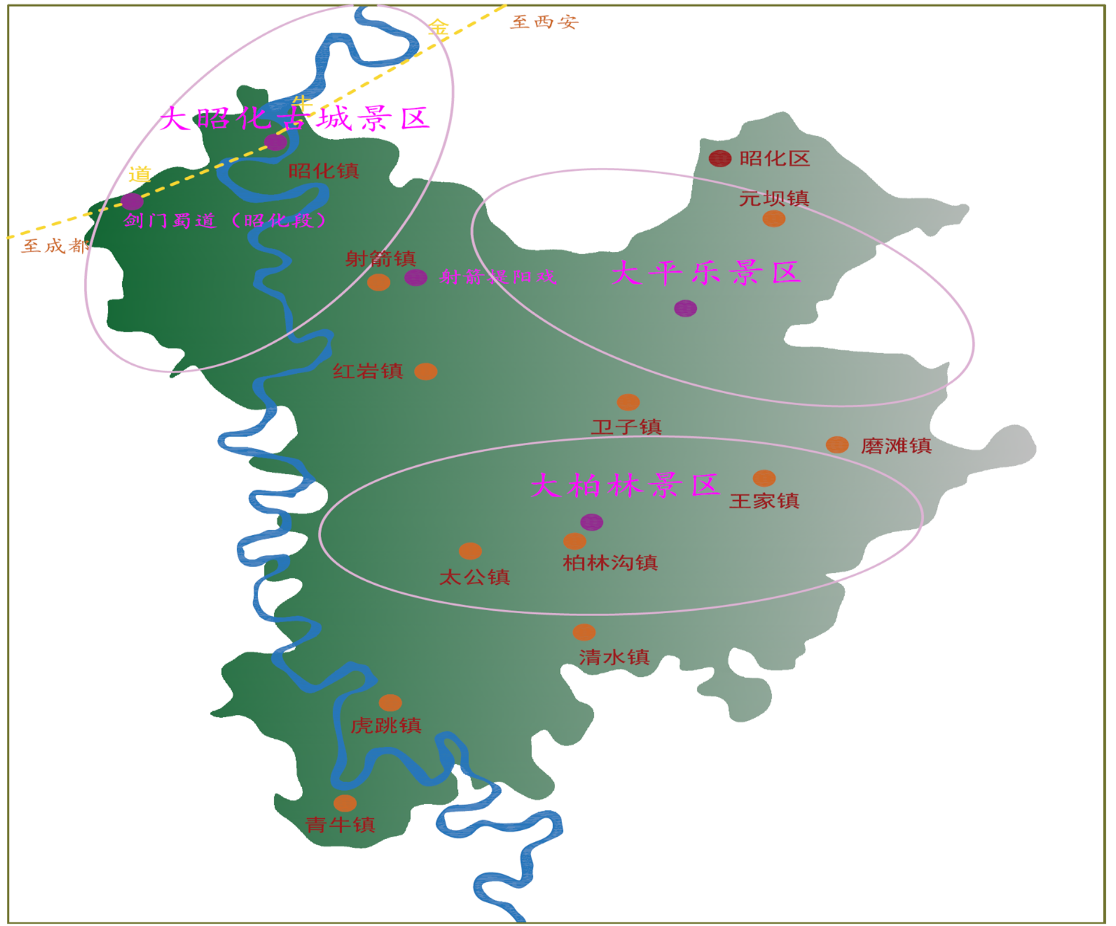 金
至西安
牛
大昭化古城景区
昭化镇
道
剑门蜀道（昭化段）
至成都
昭化区
元坝镇
射箭镇
射箭提阳戏
大平乐景区
红岩镇
卫子镇
磨滩镇
大柏林景区
王家镇
柏林沟镇
太公镇
清水镇
虎跳镇
青牛镇